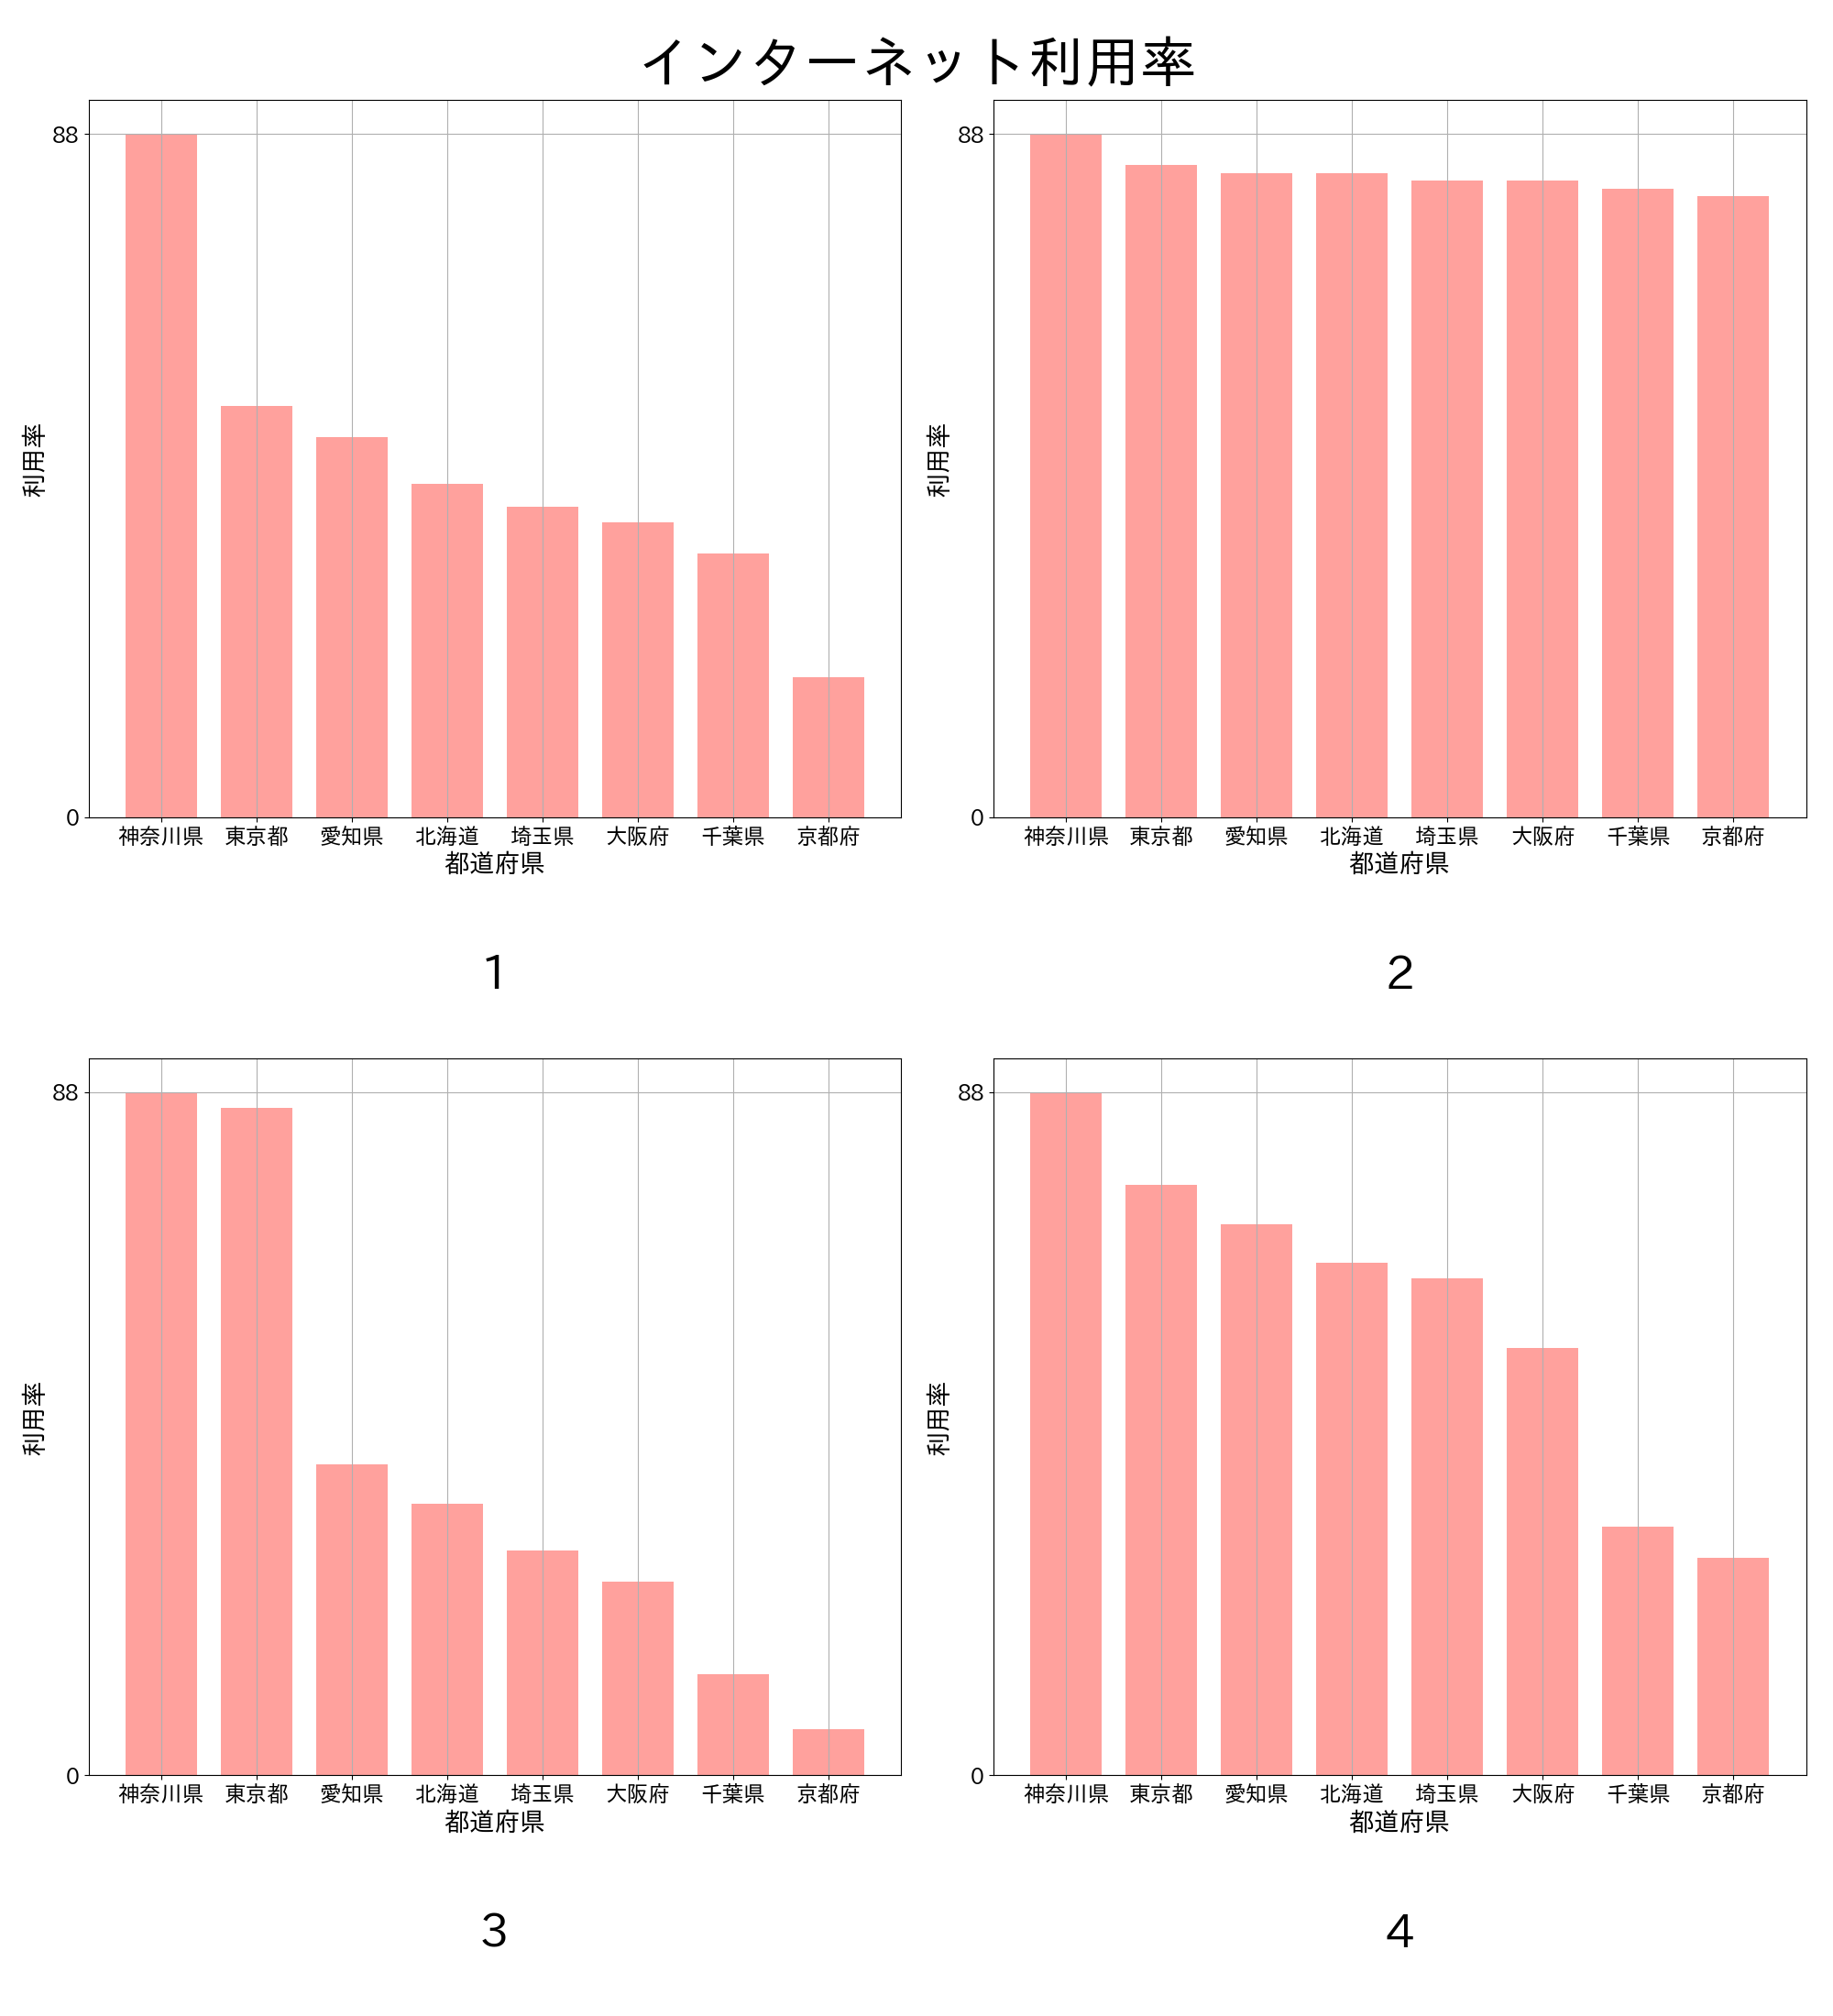 インターネット利用率
88
0
利用率
神奈川県 東京都 愛知県 北海道 埼玉県 大阪府 千葉県 京都府
都道府県
1
88
0
利用率
神奈川県 東京都 愛知県 北海道 埼玉県 大阪府 千葉県 京都府
都道府県
2
88
0
利用率
神奈川県 東京都 愛知県 北海道 埼玉県 大阪府 千葉県 京都府
都道府県
3
88
0
利用率
神奈川県 東京都 愛知県 北海道 埼玉県 大阪府 千葉県 京都府
都道府県
4